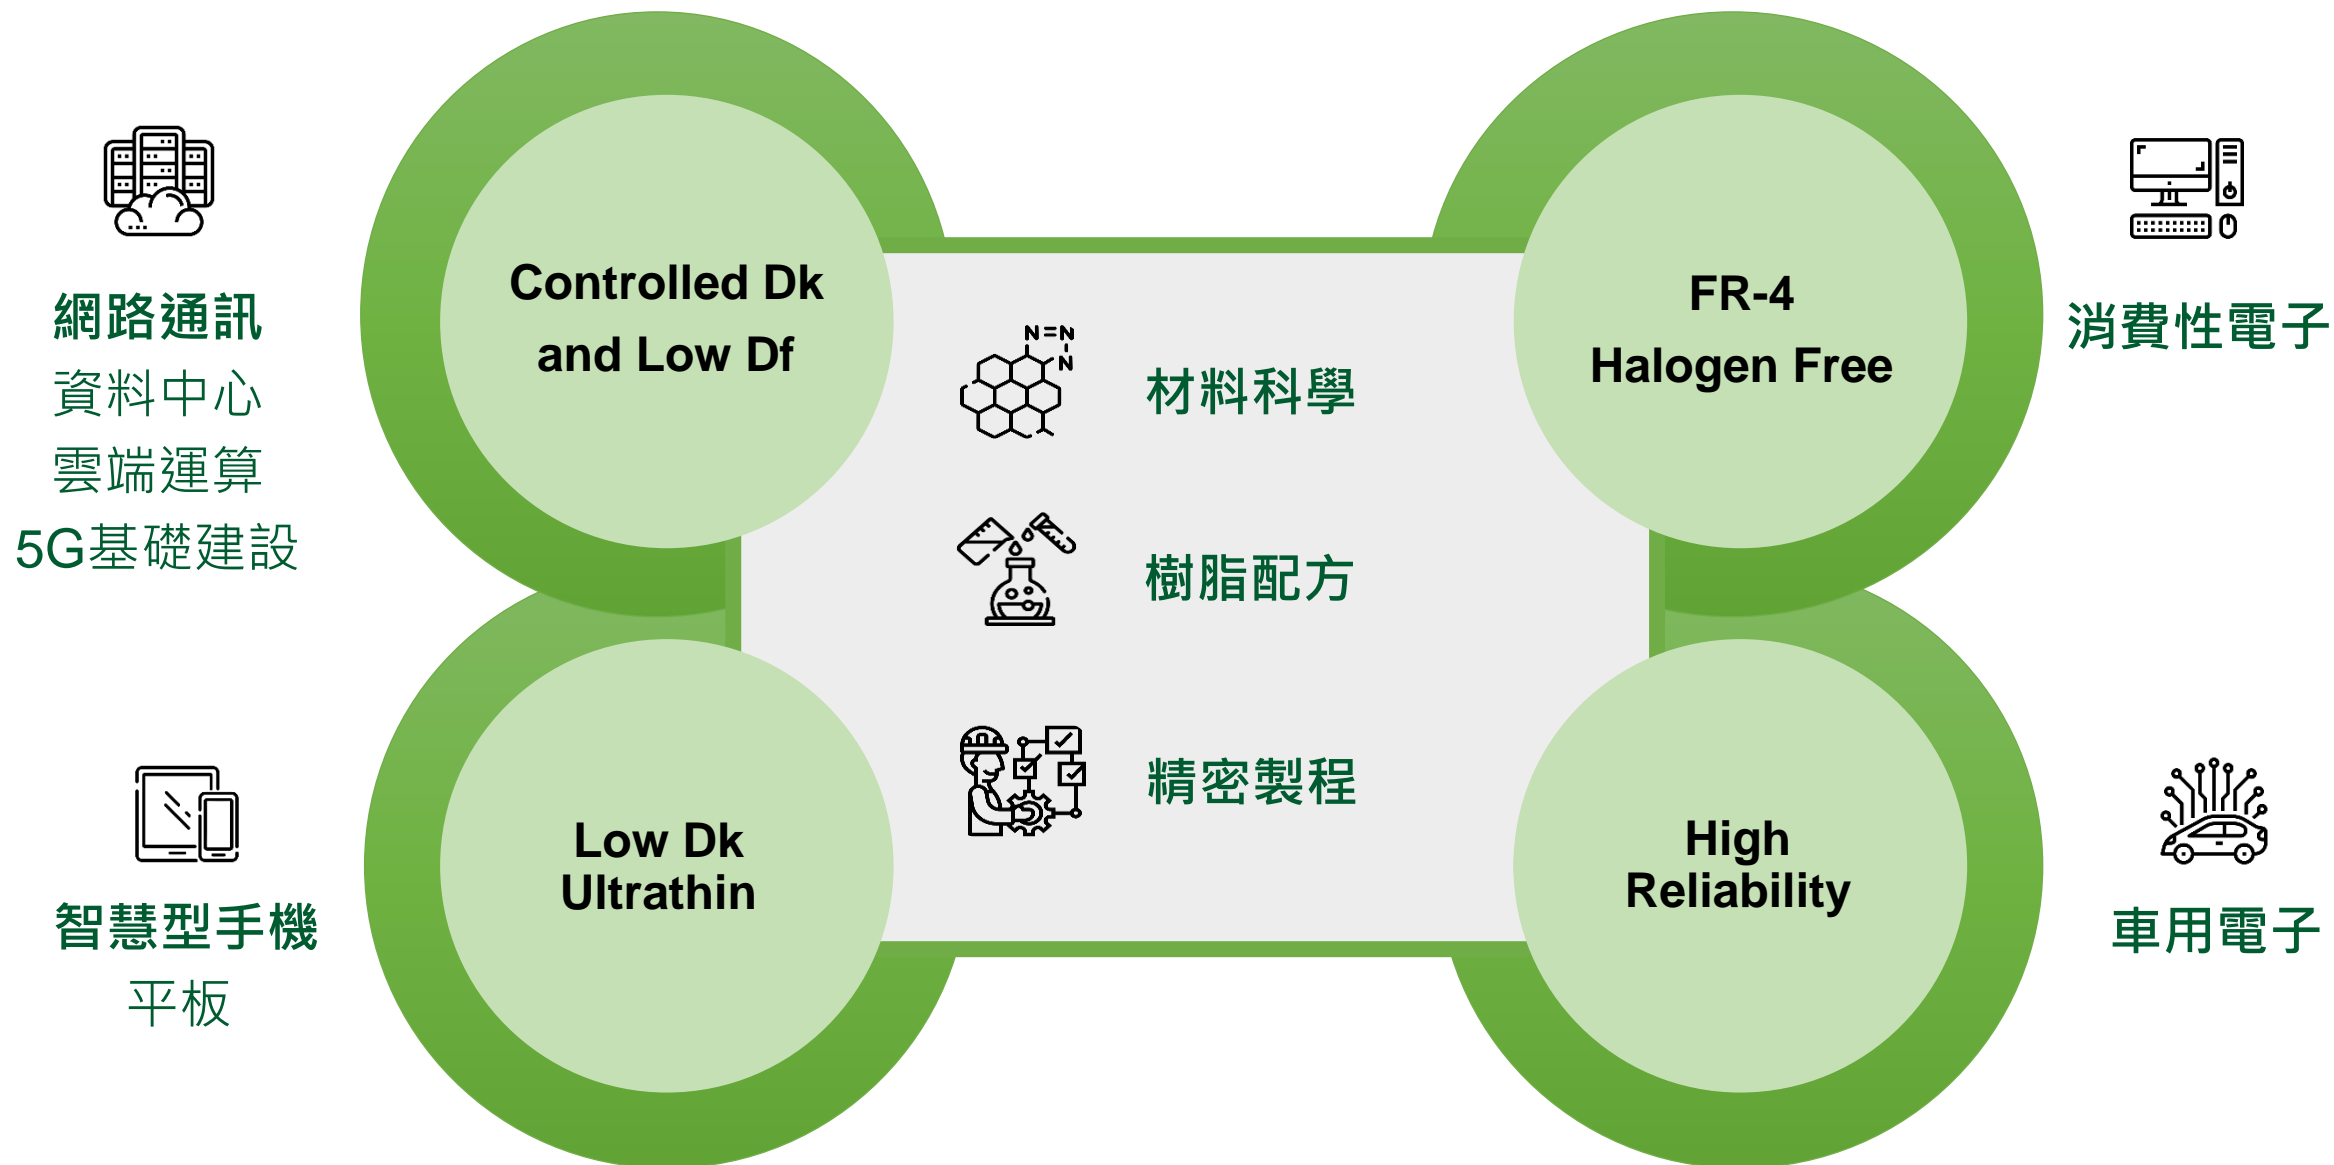 網路通訊
資料中心
雲端運算
5G基礎建設
Controlled Dk
and Low Df
FR-4
Halogen Free
消費性電子
N=N
N
材料科學
樹脂配方
精密製程
智慧型手機
平板
Low Dk
Ultrathin
High
Reliability
車用電子